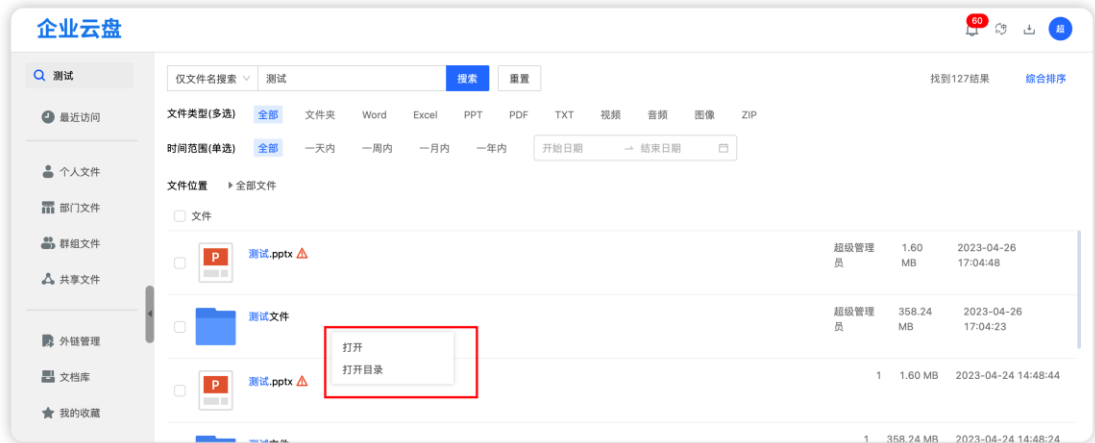 企业云盘
60
超
测试
仅文件名搜索 测试 搜索 重置 找到127结果 综合排序
最近访问
文件类型(多选) 全部 文件夹 Word Excel PPT PDF TXT 视频 音频 图像 ZIP
时间范围(单选) 全部 一天内 一周内 一月内 一年内 开始日期 → 结束日期
个人文件
文件位置 全部文件
部门文件
文件
群组文件
P 测试.pptx 超级管理员 1.60 MB 2023-04-26 17:04:48
共享文件
测试文件 超级管理员 358.24 MB 2023-04-26 17:04:23
外链管理
打开
打开目录
文档库
P 测试.pptx 1 1.60 MB 2023-04-24 14:48:44
我的收藏
测试文件 1 358.24 MB 2023-04-24 14:48:24